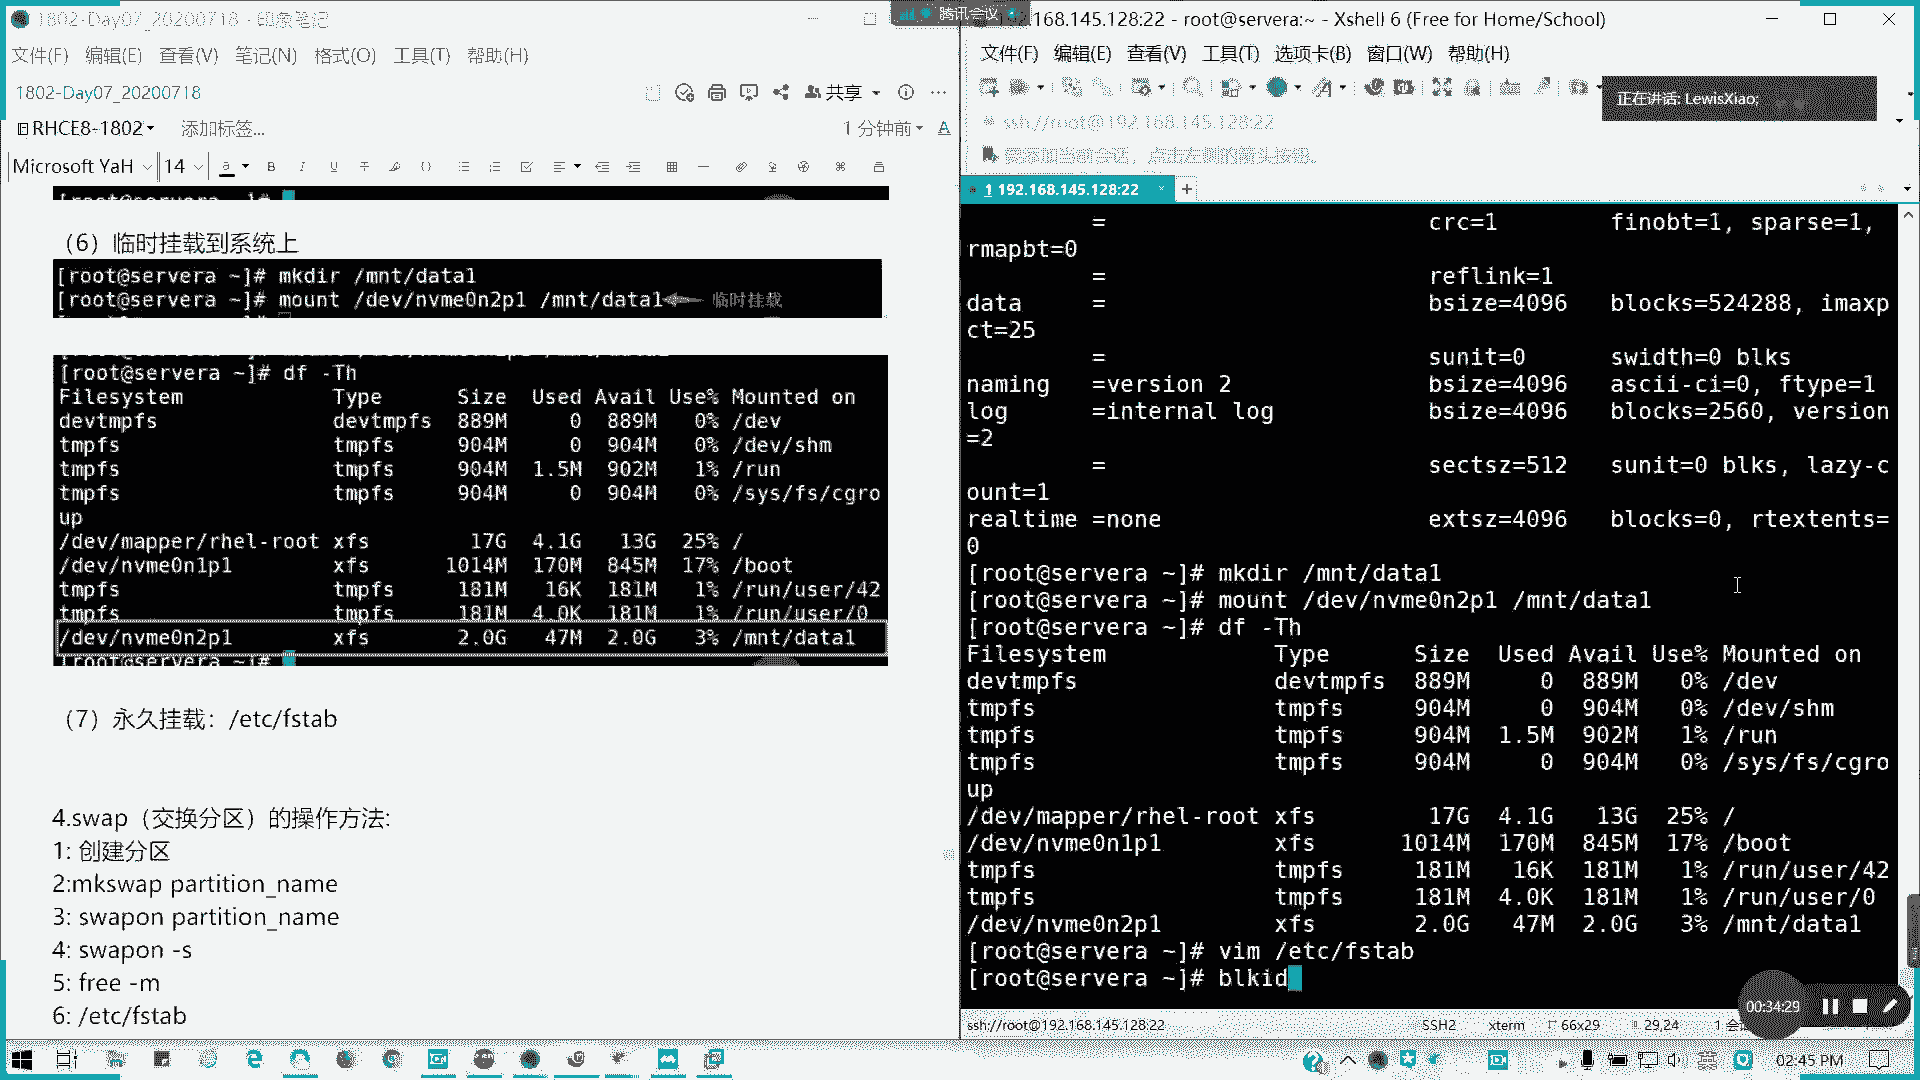 1802-Day07_20200718 - 印象笔记
文件(F) 编辑(E) 查看(V) 笔记(N) 格式(O) 工具(T) 帮助(H)
1802-Day07_20200718
共享
RHCE8-1802 添加标签...
1 分钟前
Microsoft YaH 14
（6）临时挂载到系统上
[root@servera ~]# mkdir /mnt/data1
[root@servera ~]# mount /dev/nvme0n2p1 /mnt/data1 临时挂载
[root@servera ~]# df -Th
Filesystem Type Size Used Avail Use% Mounted on
devtmpfs devtmpfs 889M 0 889M 0% /dev
tmpfs tmpfs 904M 0 904M 0% /dev/shm
tmpfs tmpfs 904M 1.5M 902M 1% /run
tmpfs tmpfs 904M 0 904M 0% /sys/fs/cgro
up
/dev/mapper/rhel-root xfs 17G 4.1G 13G 25% /
/dev/nvme0n1p1 xfs 1014M 170M 845M 17% /boot
tmpfs tmpfs 181M 16K 181M 1% /run/user/42
tmpfs tmpfs 181M 4.0K 181M 1% /run/user/0
/dev/nvme0n2p1 xfs 2.0G 47M 2.0G 3% /mnt/data1
[root@servera ~]#
（7）永久挂载：/etc/fstab
4.swap（交换分区）的操作方法:
1: 创建分区
2:mkswap partition_name
3: swapon partition_name
4: swapon -s
5: free -m
6: /etc/fstab
腾讯会议
168.145.128:22 - root@servera:~ - Xshell 6 (Free for Home/School)
文件(F) 编辑(E) 查看(V) 工具(T) 选项卡(B) 窗口(W) 帮助(H)
正在讲话: LewisXiao;
ssh://root@192.168.145.128:22
要添加当前会话，点击左侧的箭头按钮。
1 192.168.145.128:22
= crc=1 finobt=1, sparse=1,
rmapbt=0
= reflink=1
data = bsize=4096 blocks=524288, imaxp
ct=25
= sunit=0 swidth=0 blks
naming =version 2 bsize=4096 ascii-ci=0, ftype=1
log =internal log bsize=4096 blocks=2560, version
=2
= sectsz=512 sunit=0 blks, lazy-c
ount=1
realtime =none extsz=4096 blocks=0, rtextents=
0
[root@servera ~]# mkdir /mnt/data1
[root@servera ~]# mount /dev/nvme0n2p1 /mnt/data1
[root@servera ~]# df -Th
Filesystem Type Size Used Avail Use% Mounted on
devtmpfs devtmpfs 889M 0 889M 0% /dev
tmpfs tmpfs 904M 0 904M 0% /dev/shm
tmpfs tmpfs 904M 1.5M 902M 1% /run
tmpfs tmpfs 904M 0 904M 0% /sys/fs/cgro
up
/dev/mapper/rhel-root xfs 17G 4.1G 13G 25% /
/dev/nvme0n1p1 xfs 1014M 170M 845M 17% /boot
tmpfs tmpfs 181M 16K 181M 1% /run/user/42
tmpfs tmpfs 181M 4.0K 181M 1% /run/user/0
/dev/nvme0n2p1 xfs 2.0G 47M 2.0G 3% /mnt/data1
[root@servera ~]# vim /etc/fstab
[root@servera ~]# blkid
00:34:29
ssh://root@192.168.145.128:22 SSH2 xterm 66x29 29,24
02:45 PM